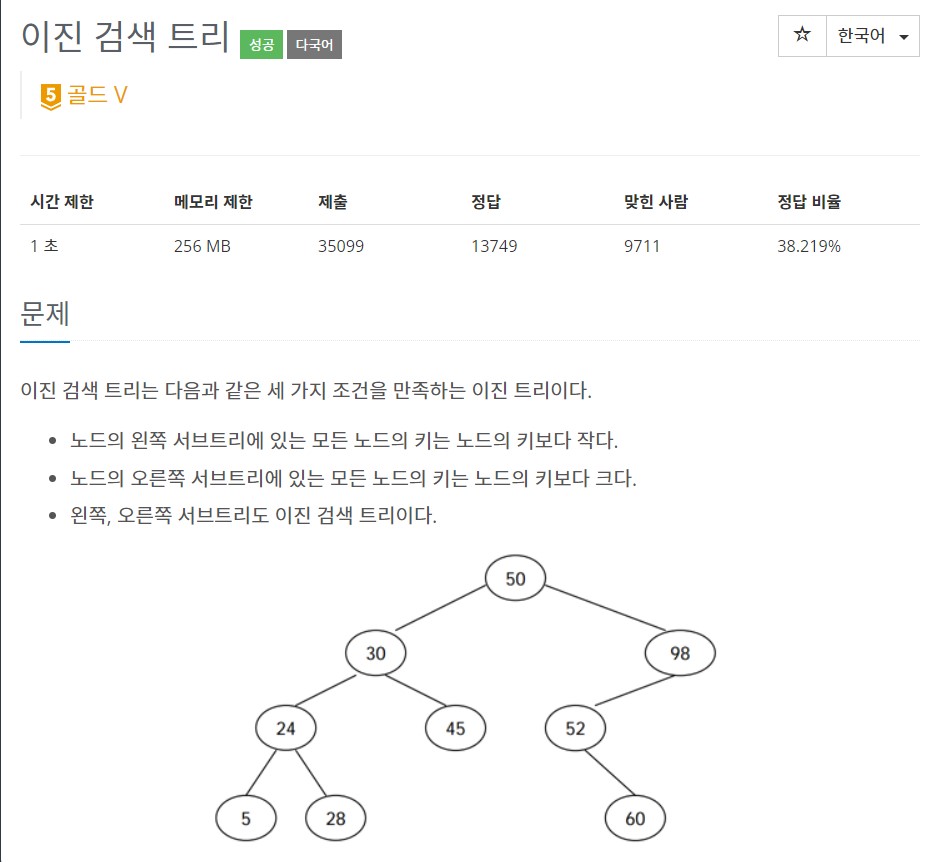 이진 검색 트리 성공 다국어
☆ 한국어
5 골드 V
시간 제한 메모리 제한 제출 정답 맞힌 사람 정답 비율
1 초 256 MB 35099 13749 9711 38.219%
문제
이진 검색 트리는 다음과 같은 세 가지 조건을 만족하는 이진 트리이다.
노드의 왼쪽 서브트리에 있는 모든 노드의 키는 노드의 키보다 작다.
노드의 오른쪽 서브트리에 있는 모든 노드의 키는 노드의 키보다 크다.
왼쪽, 오른쪽 서브트리도 이진 검색 트리이다.
50
30 98
24 45 52
5 28 60